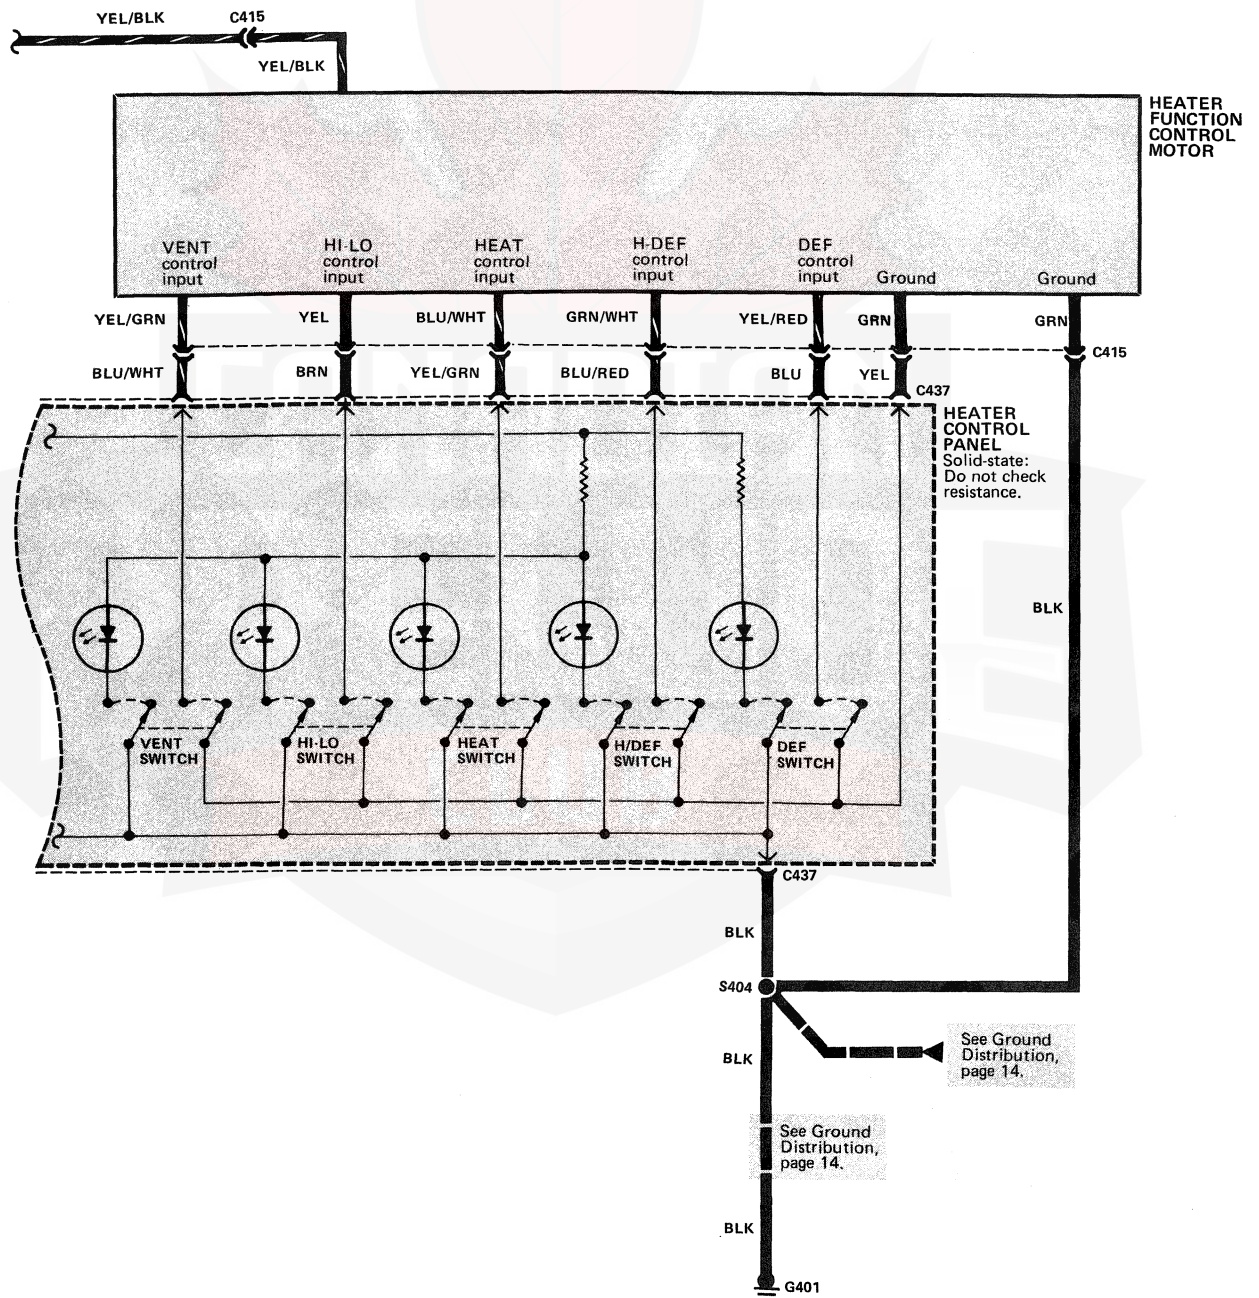 YEL/BLK
C415
YEL/BLK
HEATER
FUNCTION
CONTROL
MOTOR
VENT
control
input
HI-LO
control
input
HEAT
control
input
H-DEF
control
input
DEF
control
input
Ground
Ground
YEL/GRN
YEL
BLU/WHT
GRN/WHT
YEL/RED
GRN
GRN
C415
BLU/WHT
BRN
YEL/GRN
BLU/RED
BLU
YEL
C437
HEATER
CONTROL
PANEL
Solid-state:
Do not check
resistance.
BLK
VENT
SWITCH
HI-LO
SWITCH
HEAT
SWITCH
H/DEF
SWITCH
DEF
SWITCH
C437
BLK
S404
BLK
See Ground
Distribution,
page 14.
See Ground
Distribution,
page 14.
BLK
G401